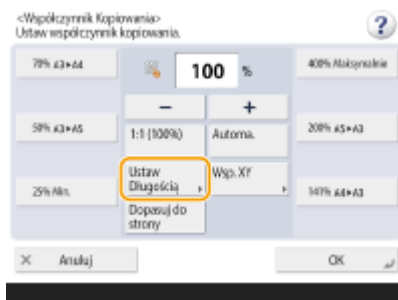 <Współczynnik Kopiowania>
Ustaw współczynnik kopiowania.
?
70% A3►A4
100 %
400% Maksymalnie
−
+
50% A3►A5
1:1 (100%)
Automa.
200% A5►A3
Ustaw
Długością
Wsp. XY
25% Min.
141% A4►A3
Dopasuj do
strony
× Anuluj
OK